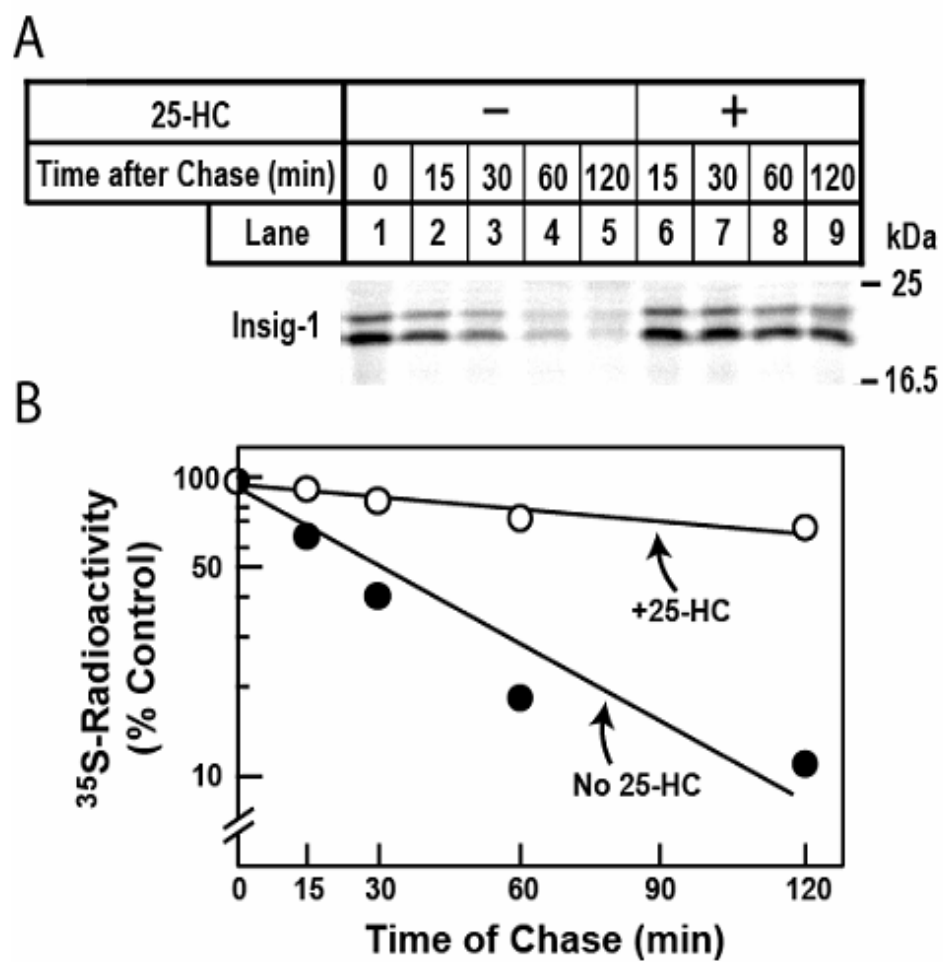 A
25-HC − +
Time after Chase (min) 0 15 30 60 120 15 30 60 120
Lane 1 2 3 4 5 6 7 8 9 kDa
– 25
Insig-1
– 16.5
B
100
50
10
35S-Radioactivity
(% Control)
+25-HC
No 25-HC
0 15 30 60 90 120
Time of Chase (min)